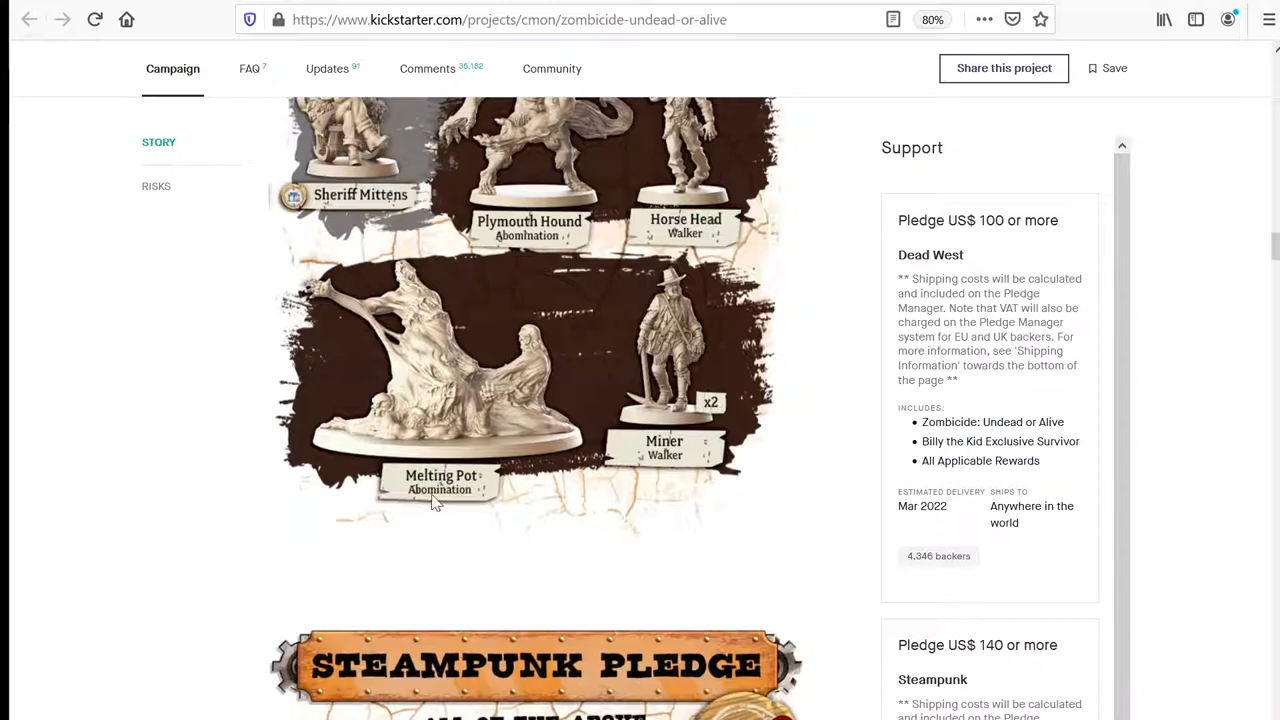 https://www.kickstarter.com/projects/cmon/zombicide-undead-or-alive
80%
Campaign
FAQ 7
Updates 91
Comments 35,182
Community
Share this project
Save
STORY
RISKS
Sheriff Mittens
Plymouth Hound
Abomination
Horse Head
Walker
x2
Miner
Walker
Melting Pot
Abomination
STEAMPUNK PLEDGE
ALL OF THE ABOVE
Support
Pledge US$ 100 or more
Dead West
** Shipping costs will be calculated
and included on the Pledge
Manager. Note that VAT will also be
charged on the Pledge Manager
system for EU and UK backers. For
more information, see 'Shipping
Information' towards the bottom of
the page **
INCLUDES:
• Zombicide: Undead or Alive
• Billy the Kid Exclusive Survivor
• All Applicable Rewards
ESTIMATED DELIVERY
Mar 2022
SHIPS TO
Anywhere in the
world
4,346 backers
Pledge US$ 140 or more
Steampunk
** Shipping costs will be calculated